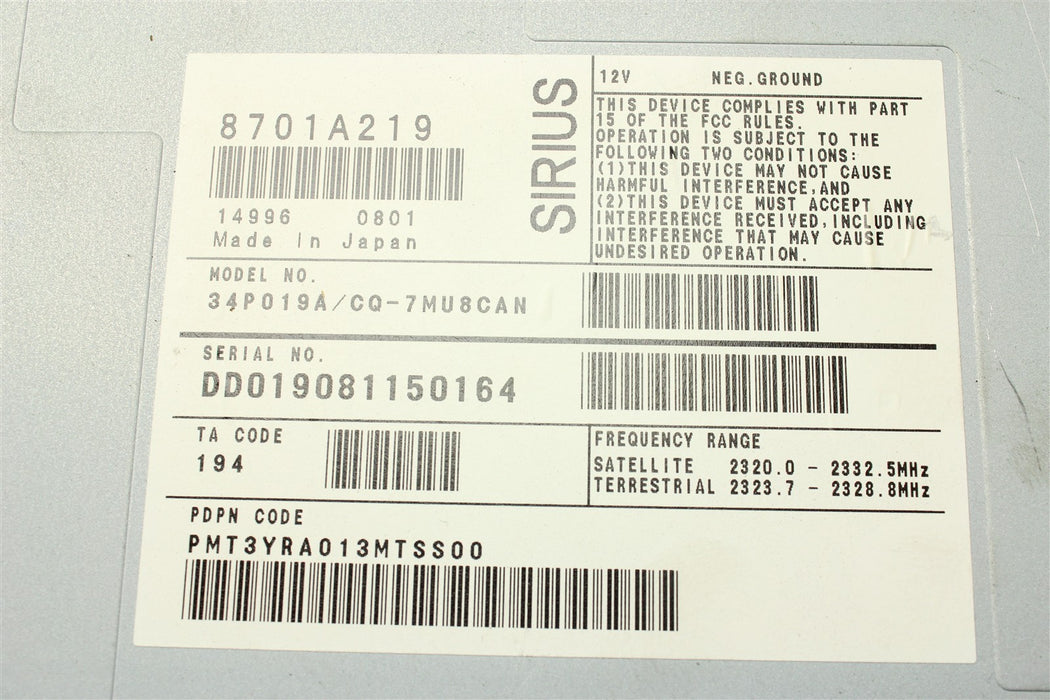 8701A219
14996 0801
Made In Japan
SIRIUS
12V NEG.GROUND
THIS DEVICE COMPLIES WITH PART
15 OF THE FCC RULES.
OPERATION IS SUBJECT TO THE
FOLLOWING TWO CONDITIONS:
(1)THIS DEVICE MAY NOT CAUSE
HARMFUL INTERFERENCE,AND
(2)THIS DEVICE MUST ACCEPT ANY
INTERFERENCE RECEIVED,INCLUDING
INTERFERENCE THAT MAY CAUSE
UNDESIRED OPERATION.
MODEL NO.
34P019A/CQ-7MU8CAN
SERIAL NO.
DD019081150164
TA CODE
194
FREQUENCY RANGE
SATELLITE 2320.0 - 2332.5MHz
TERRESTRIAL 2323.7 - 2328.8MHz
PDPN CODE
PMT3YRA013MTSS00